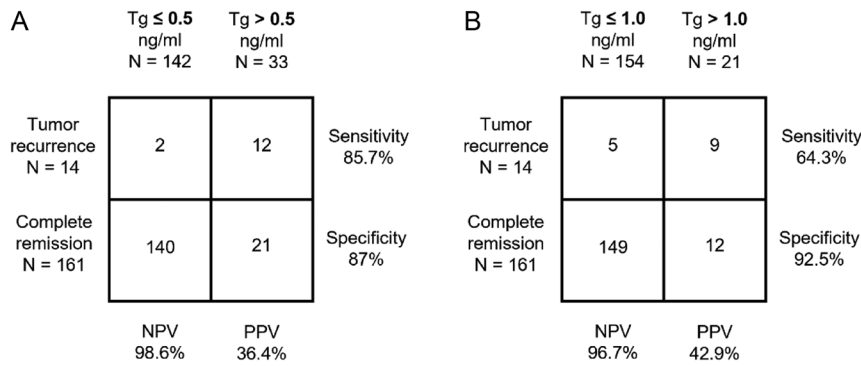 A
Tg ≤ 0.5
ng/ml
N = 142
Tg > 0.5
ng/ml
N = 33
Tumor
recurrence
N = 14
2
12
Sensitivity
85.7%
Complete
remission
N = 161
140
21
Specificity
87%
NPV
98.6%
PPV
36.4%
B
Tg ≤ 1.0
ng/ml
N = 154
Tg > 1.0
ng/ml
N = 21
Tumor
recurrence
N = 14
5
9
Sensitivity
64.3%
Complete
remission
N = 161
149
12
Specificity
92.5%
NPV
96.7%
PPV
42.9%